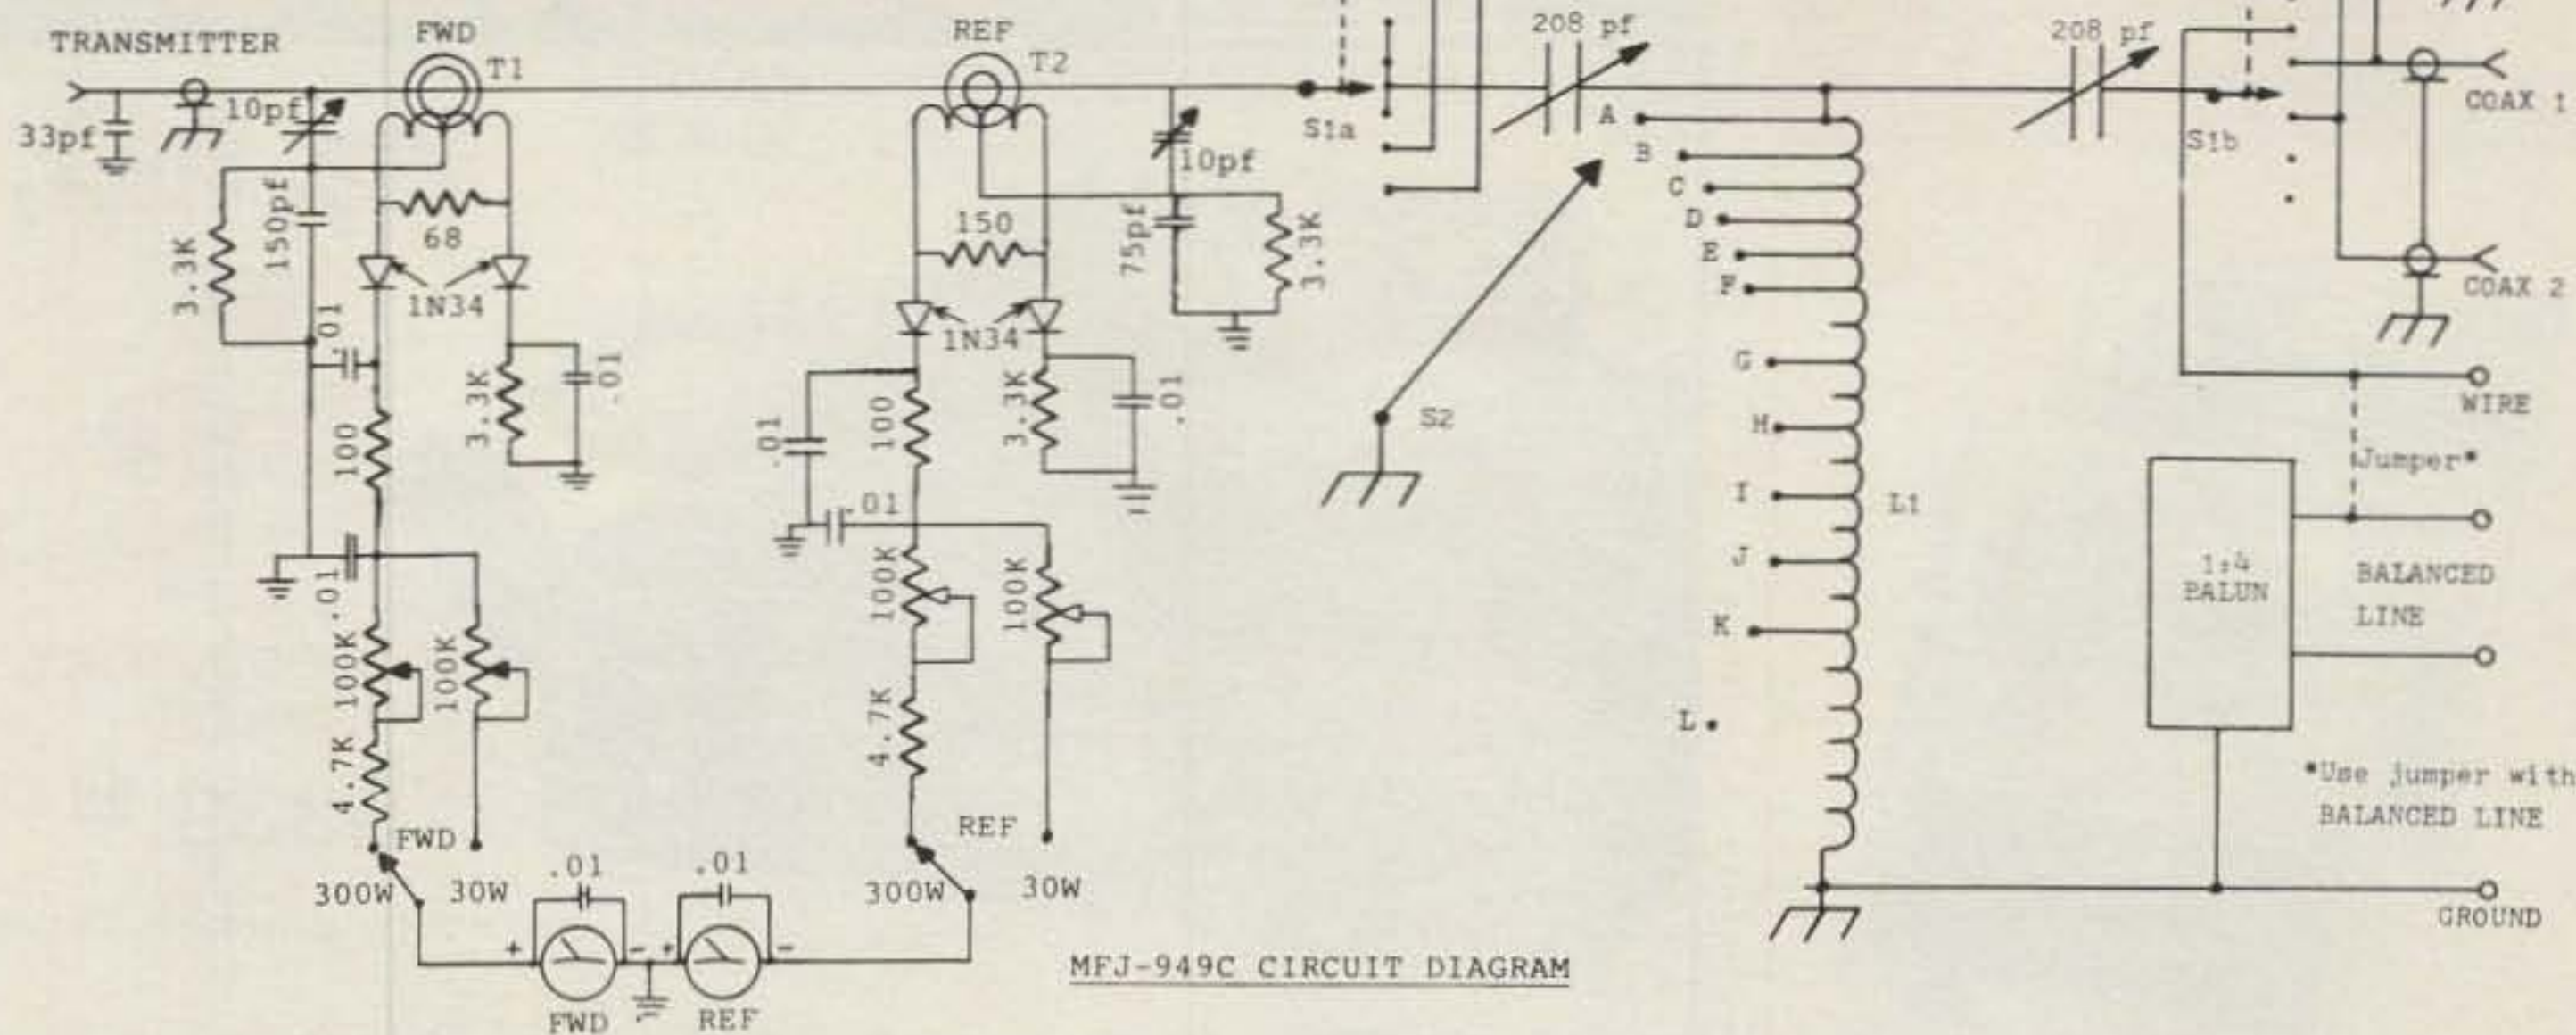 TRANSMITTER
FWD
T1
REF
T2
33pf
10pf
3.3K
150pf
68
1N34
.01
100
3.3K
.01
.01
100K
100K
4.7K
FWD
300W
30W
10pf
150
75pf
3.3K
1N34
.01
100
3.3K
.01
.01
100K
100K
4.7K
REF
300W
30W
.01
.01
+
-
+
-
FWD
REF
MFJ-949C CIRCUIT DIAGRAM
S1a
208 pf
S2
A
B
C
D
E
F
G
H
I
J
K
L
L1
208 pf
S1b
COAX 1
COAX 2
WIRE
Jumper*
1:4
BALUN
BALANCED
LINE
*Use jumper with
BALANCED LINE
GROUND